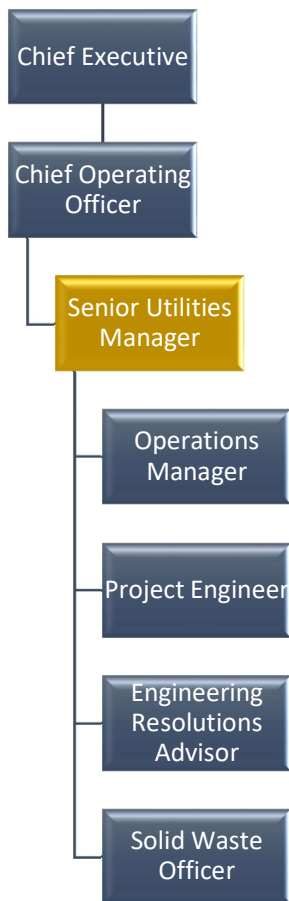 Chief Executive
Chief Operating
Officer
Senior Utilities
Manager
Operations
Manager
Project Engineer
Engineering
Resolutions
Advisor
Solid Waste
Officer